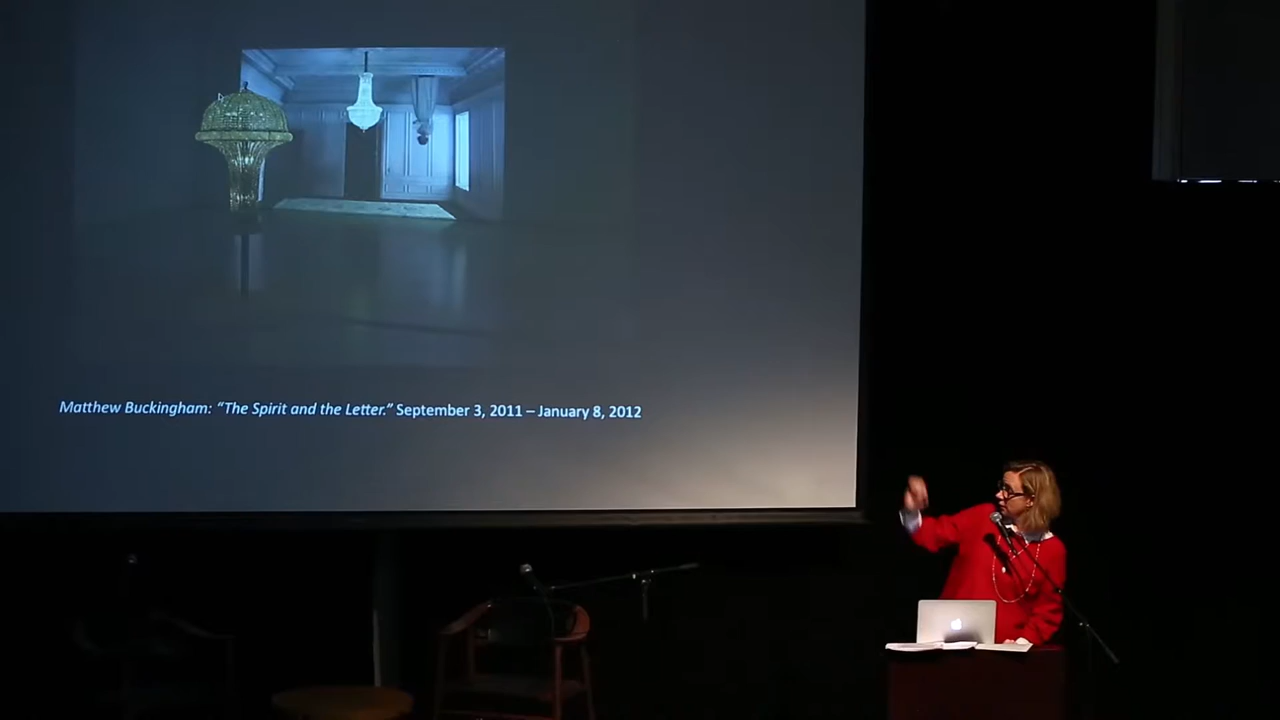 Matthew Buckingham: “The Spirit and the Letter.” September 3, 2011 – January 8, 2012